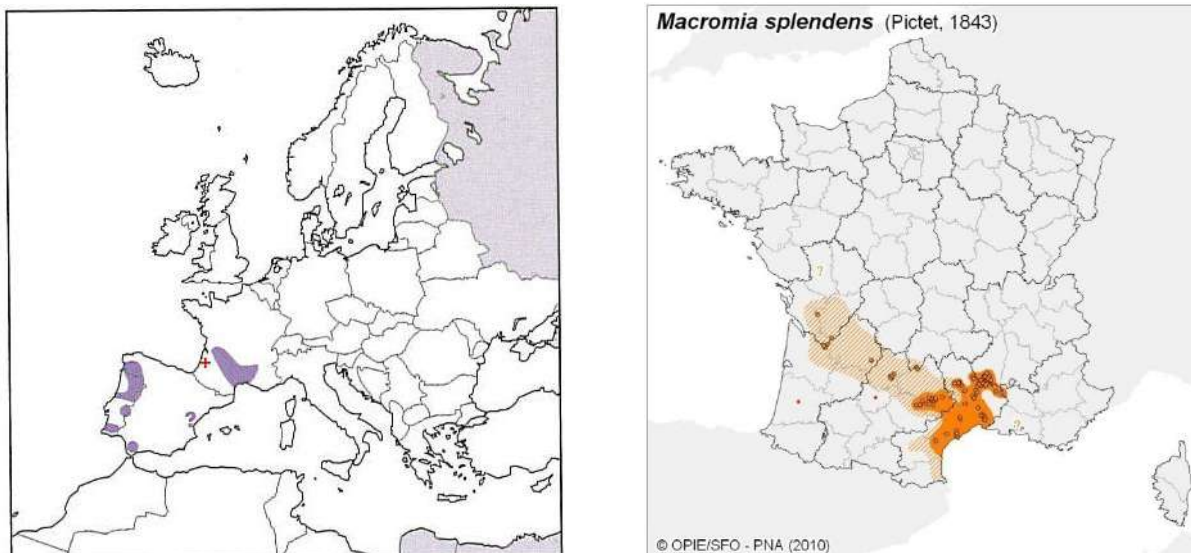 Macromia splendens (Pictet, 1843)
?
?
?
© OPIE/SFO - PNA (2010)